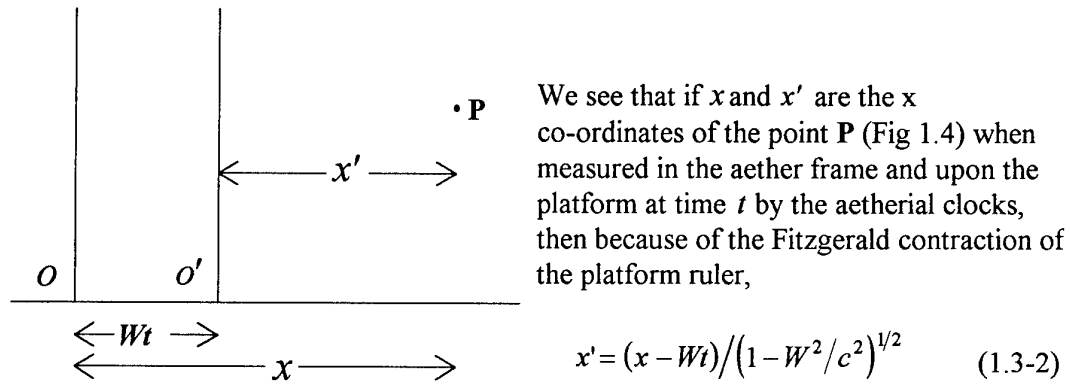 • P
x′
O
O′
Wt
x
We see that if x and x′ are the x
co-ordinates of the point P (Fig 1.4) when
measured in the aether frame and upon the
platform at time t by the aetherial clocks,
then because of the Fitzgerald contraction of
the platform ruler,
x' = (x − Wt)/(1 − W²/c²)^1/2 (1.3-2)